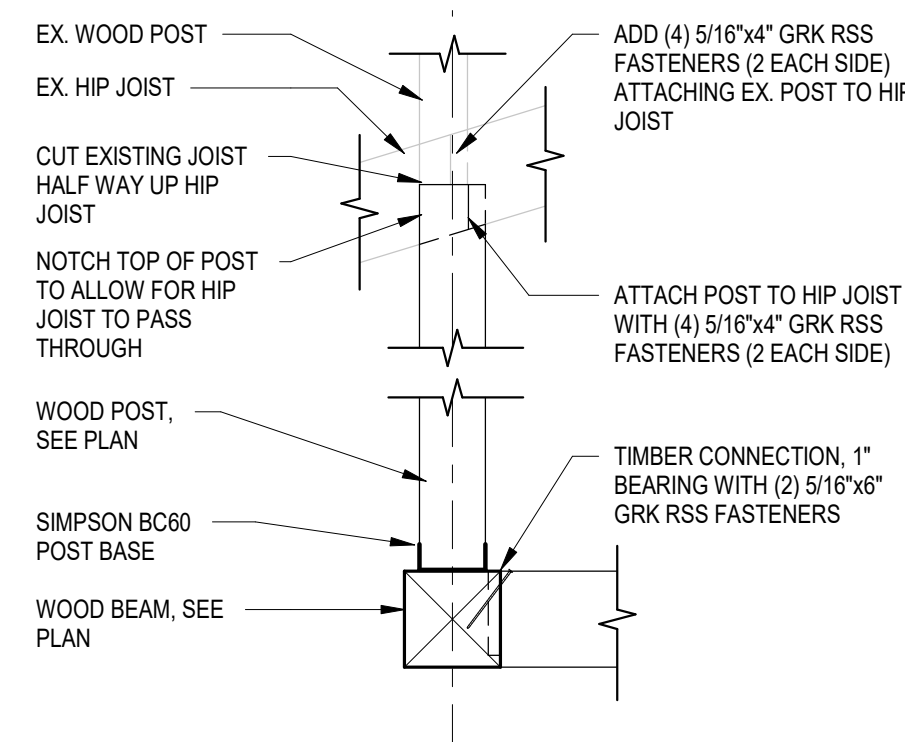 EX. WOOD POST
EX. HIP JOIST
CUT EXISTING JOIST
HALF WAY UP HIP
JOIST
NOTCH TOP OF POST
TO ALLOW FOR HIP
JOIST TO PASS
THROUGH
WOOD POST,
SEE PLAN
SIMPSON BC60
POST BASE
WOOD BEAM, SEE
PLAN
ADD (4) 5/16"x4" GRK RSS
FASTENERS (2 EACH SIDE)
ATTACHING EX. POST TO HIP
JOIST
ATTACH POST TO HIP JOIST
WITH (4) 5/16"x4" GRK RSS
FASTENERS (2 EACH SIDE)
TIMBER CONNECTION, 1"
BEARING WITH (2) 5/16"x6"
GRK RSS FASTENERS